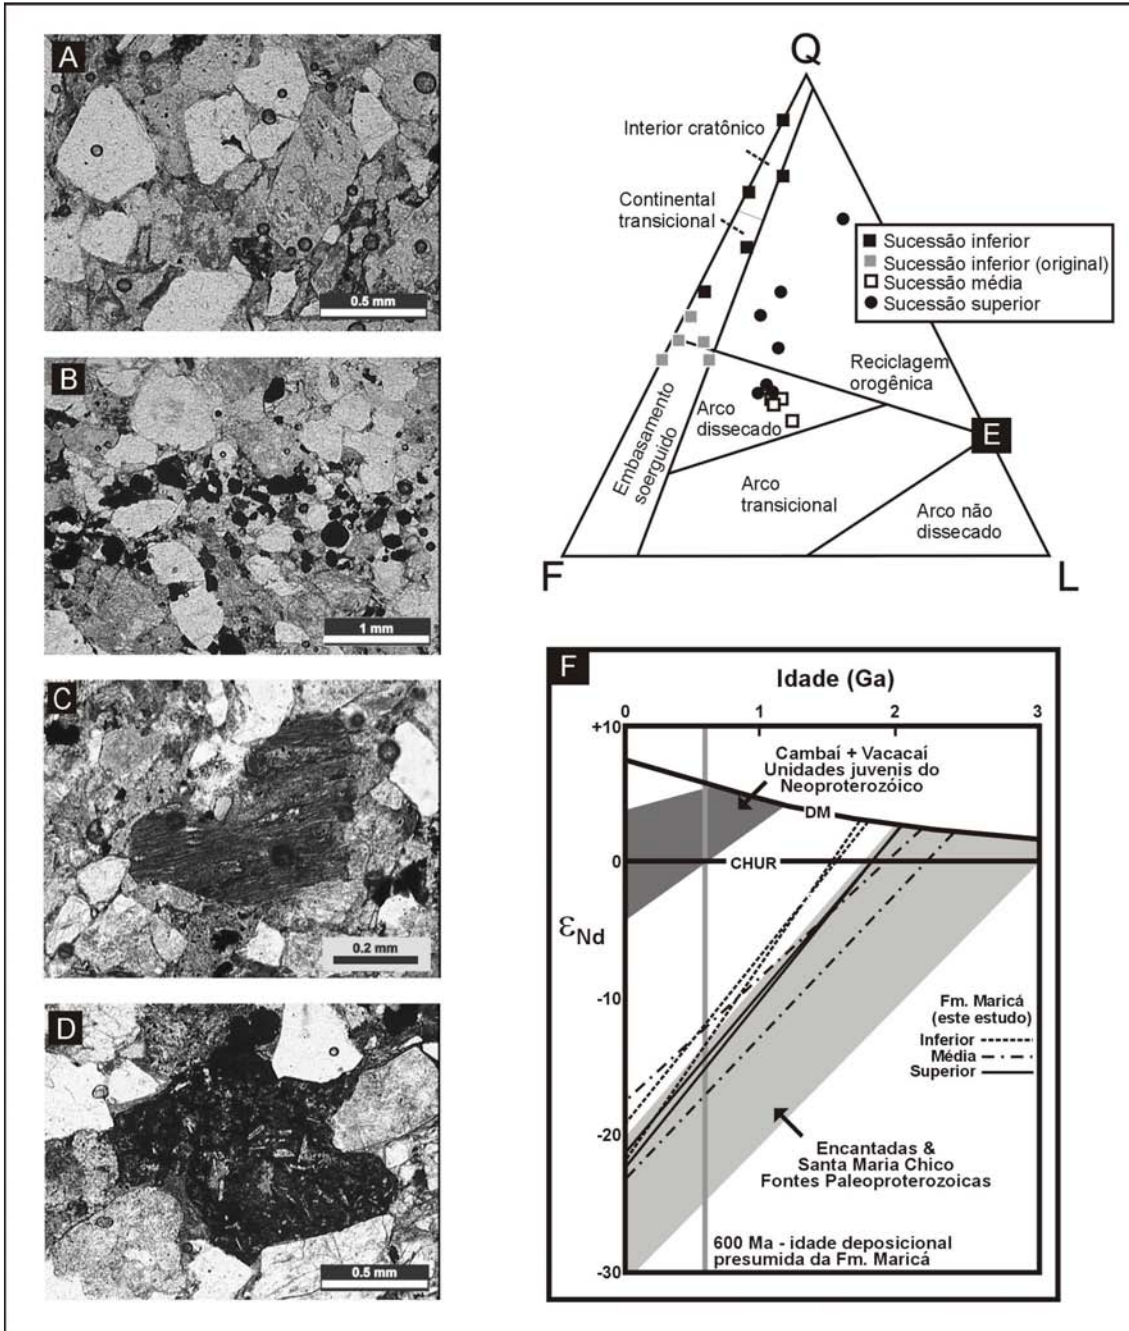 A
0.5 mm
B
1 mm
C
0.2 mm
D
0.5 mm
Q
Interior cratônico
Continental
transicional
Sucessão inferior
Sucessão inferior (original)
Sucessão média
Sucessão superior
Reciclagem
orogênica
Arco
dissecado
E
Embasamento
soerguido
Arco
transicional
Arco não
dissecado
F
L
F
Idade (Ga)
0
1
2
3
+10
Cambaí + Vacacaí
Unidades juvenis do
Neoproterozóico
DM
0
CHUR
εNd
-10
Fm. Maricá
(este estudo)
Inferior
Média
Superior
-20
Encantadas &
Santa Maria Chico
Fontes Paleoproterozoicas
600 Ma - idade deposicional
presumida da Fm. Maricá
-30